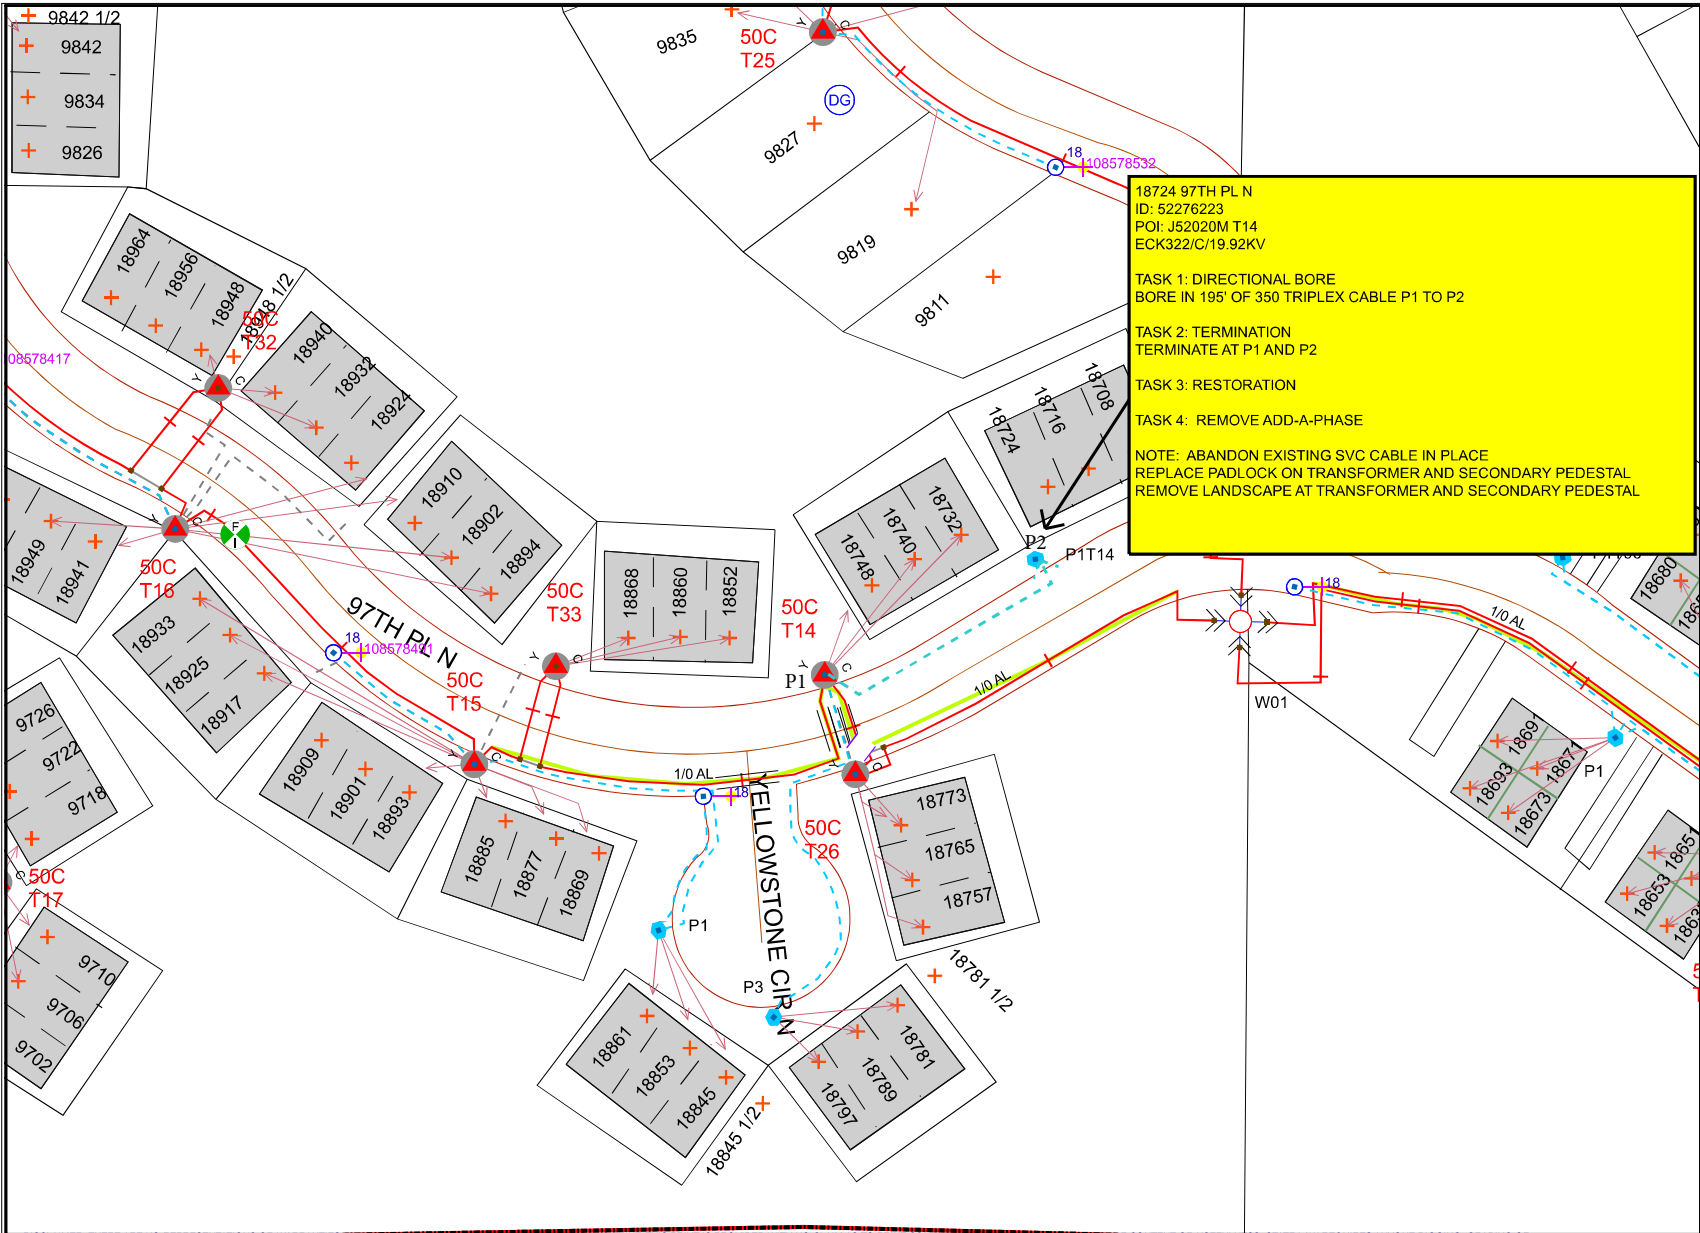 9842 1/2
9842
9834
9826
9835
50C
T25
DG
9827
18
108578532
9819
9811
18724 97TH PL N
ID: 52276223
POI: J52020M T14
ECK322/C/19.92KV
TASK 1: DIRECTIONAL BORE
BORE IN 195' OF 350 TRIPLEX CABLE P1 TO P2
TASK 2: TERMINATION
TERMINATE AT P1 AND P2
TASK 3: RESTORATION
TASK 4:  REMOVE ADD-A-PHASE
NOTE:  ABANDON EXISTING SVC CABLE IN PLACE
REPLACE PADLOCK ON TRANSFORMER AND SECONDARY PEDESTAL
REMOVE LANDSCAPE AT TRANSFORMER AND SECONDARY PEDESTAL
18964
18956
18948
18948 1/2
50C
T32
18940
18932
18924
08578417
18910
18902
18894
18949
18941
50C
T16
F
I
18933
18925
18917
97TH PL N
18
108578491
50C
T15
50C
T33
18868
18860
18852
50C
T14
P1
18748
18740
18732
18724
18716
18708
P2
P1T14
18
1/0 AL
1/0 AL
W01
18680
9726
9722
9718
18909
18901
18893
18885
18877
18869
1/0 AL
18
YELLOWSTONE CIR N
50C
T26
18773
18765
18757
18691
18671
18693
18673
P1
18651
18653
50C
T17
9710
9706
9702
P1
P3
18781 1/2
18861
18853
18845
18845 1/2
18781
18789
18797
Y
C